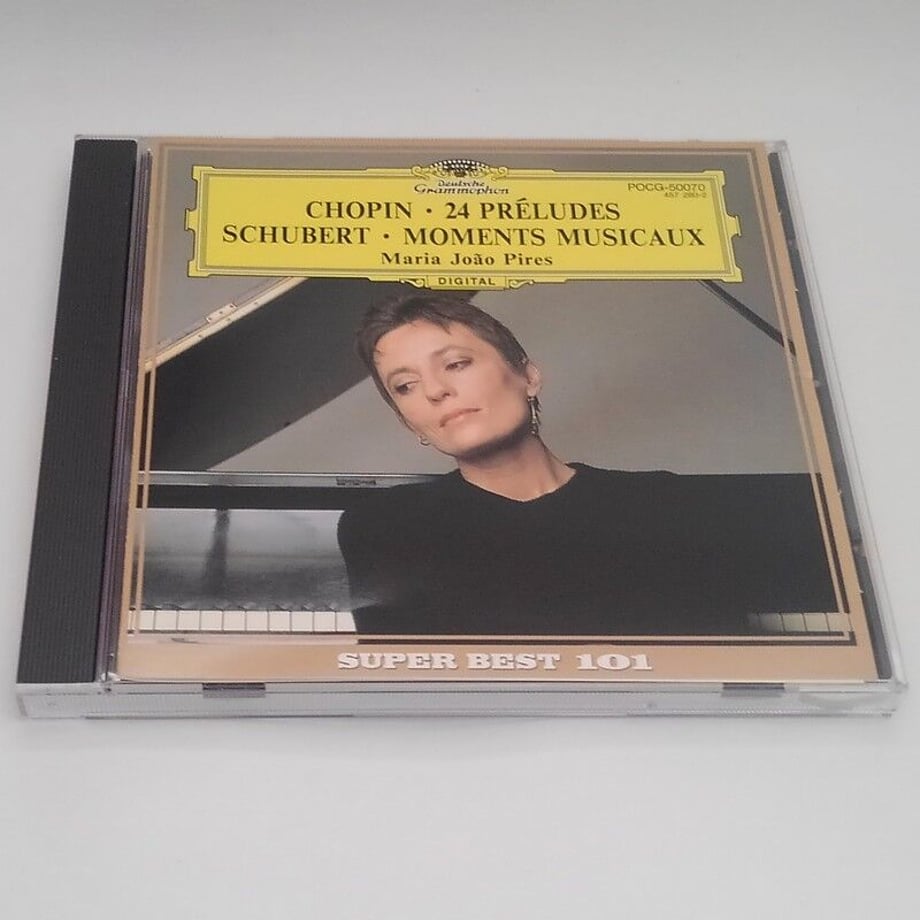 Deutsche
Grammophon
POCG-50070
457 280-2
CHOPIN · 24 PRÉLUDES
SCHUBERT · MOMENTS MUSICAUX
Maria João Pires
DIGITAL
SUPER BEST 101